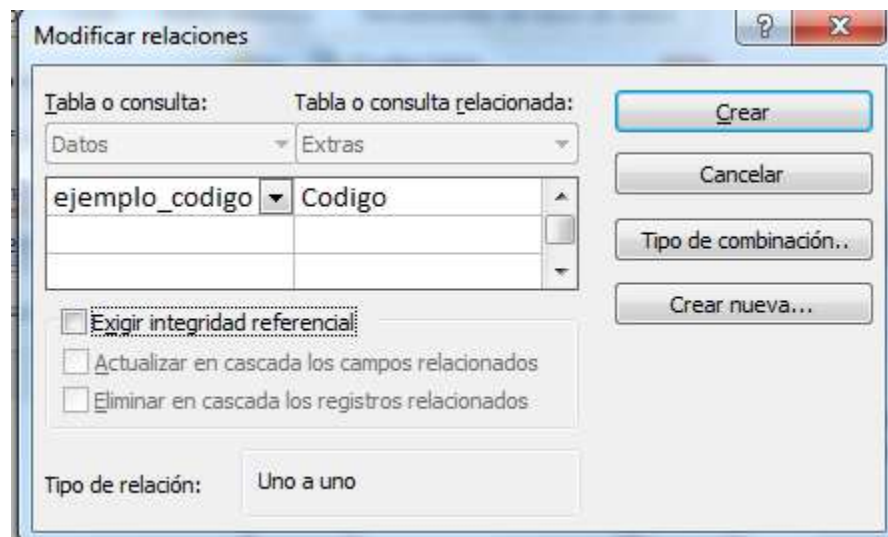 Modificar relaciones
Tabla o consulta:
Tabla o consulta relacionada:
Datos
Extras
ejemplo_codigo
Codigo
Exigir integridad referencial
Actualizar en cascada los campos relacionados
Eliminar en cascada los registros relacionados
Tipo de relación:
Uno a uno
Crear
Cancelar
Tipo de combinación..
Crear nueva...